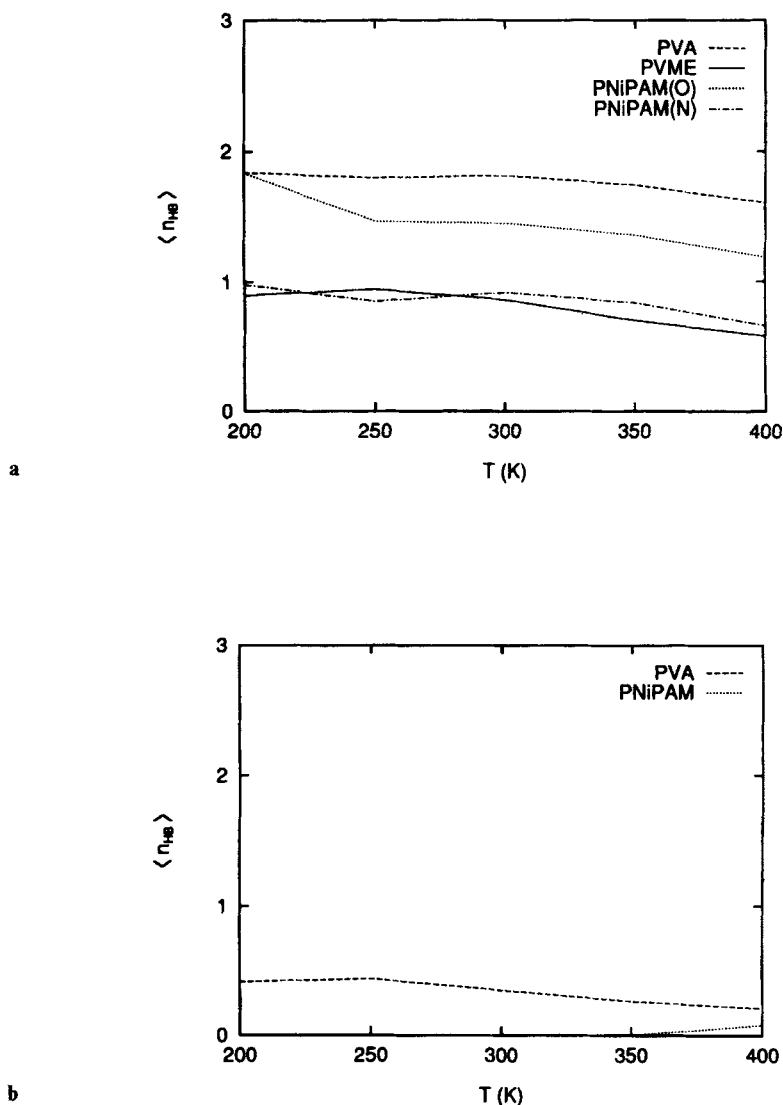 3
2
1
0
⟨ n_HB ⟩
PVA
PVME
PNiPAM(O)
PNiPAM(N)
200 250 300 350 400
T (K)
a
3
2
1
0
⟨ n_HB ⟩
PVA
PNiPAM
200 250 300 350 400
T (K)
b